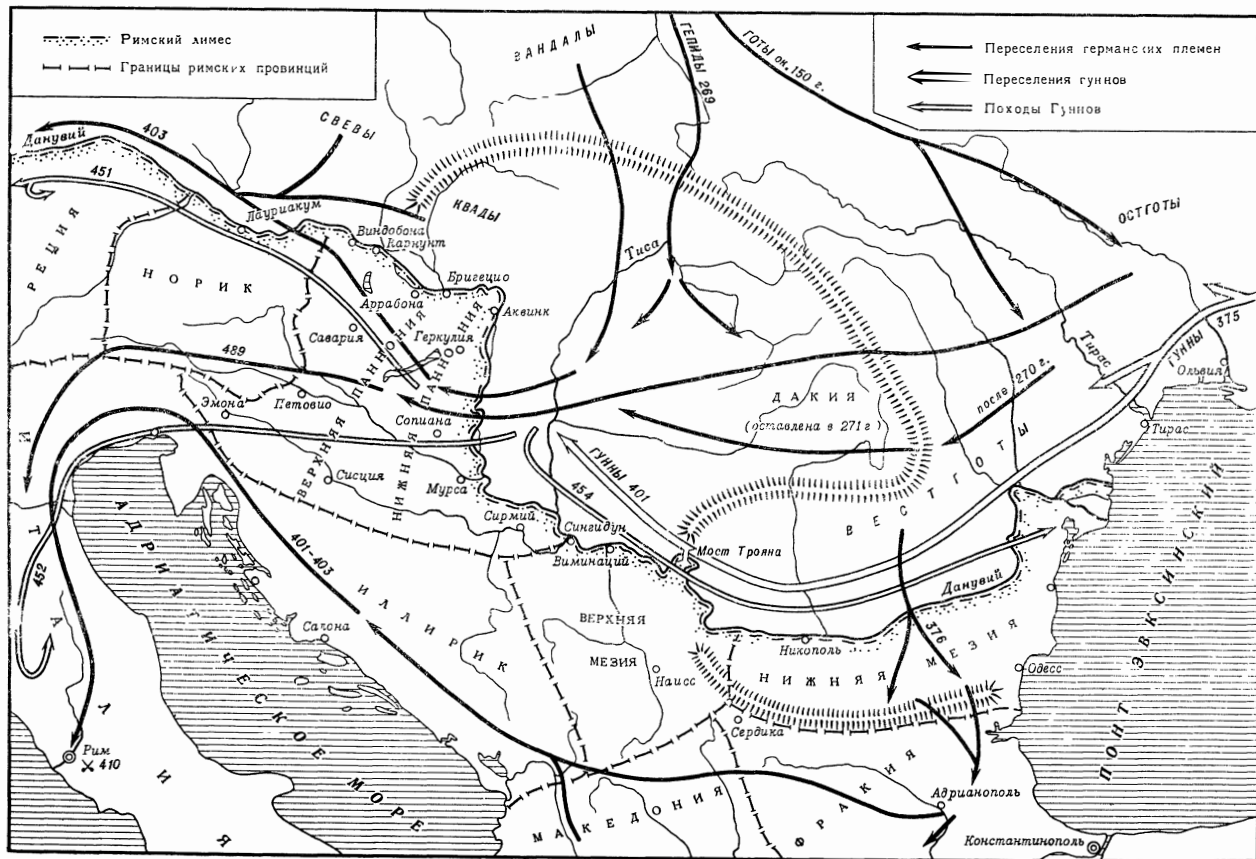 Римский лимес
Границы римских провинций
Переселения германских племен
Переселения гуннов
Походы Гуннов
ВАНДАЛЫ
ГЕПИДЫ 269
ГОТЫ ок. 150 г.
СВЕВЫ
403
Данувий
451
КВАДЫ
Лауриакум
Виндобона
Карнунт
РЕЦИЯ
НОРИК
Бригецио
Аррабона
Аквинк
Савария
Геркулия
Тиса
ОСТГОТЫ
375
ГУННЫ
Тирас
Ольвия
489
ВЕРХНЯЯ ПАННОНИЯ
НИЖНЯЯ ПАННОНИЯ
Эмона
Петовио
Сопиана
ДАКИЯ
(оставлена в 271 г)
после 270 г.
Тирас
Сисция
Мурса
ГУННЫ 401
454
ВЕСТГОТЫ
Сирмий
Сингидун
Виминаций
Мост Трояна
Данувий
ИТАЛИЯ
452
АДРИАТИЧЕСКОЕ МОРЕ
401-403
ИЛЛИРИК
Салона
ВЕРХНЯЯ
МЕЗИЯ
Наисс
Никополь
376
НИЖНЯЯ МЕЗИЯ
Одесс
ПОНТ ЭВКСИНСКИЙ
Сердика
Рим
410
МАКЕДОНИЯ
ФРАКИЯ
Адрианополь
Константинополь